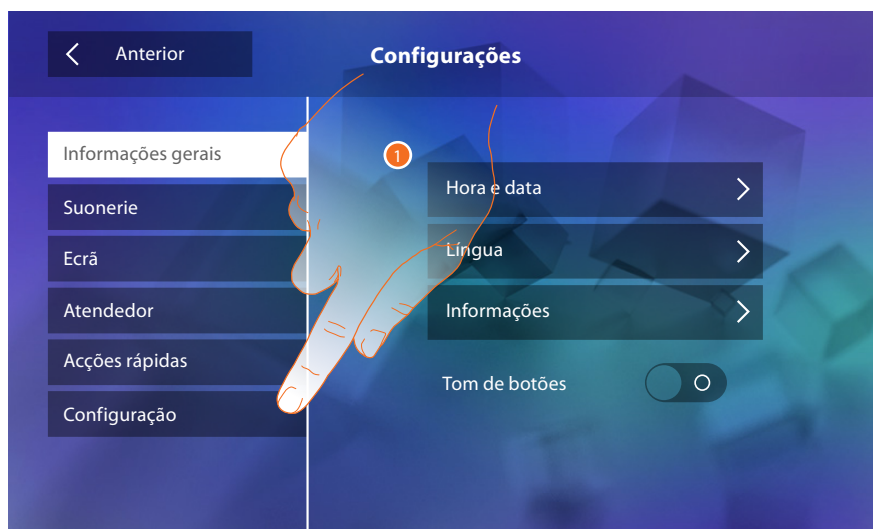 Anterior
Configurações
Informações gerais
Suonerie
Ecrã
Atendedor
Acções rápidas
Configuração
1
Hora e data
Língua
Informações
Tom de botões